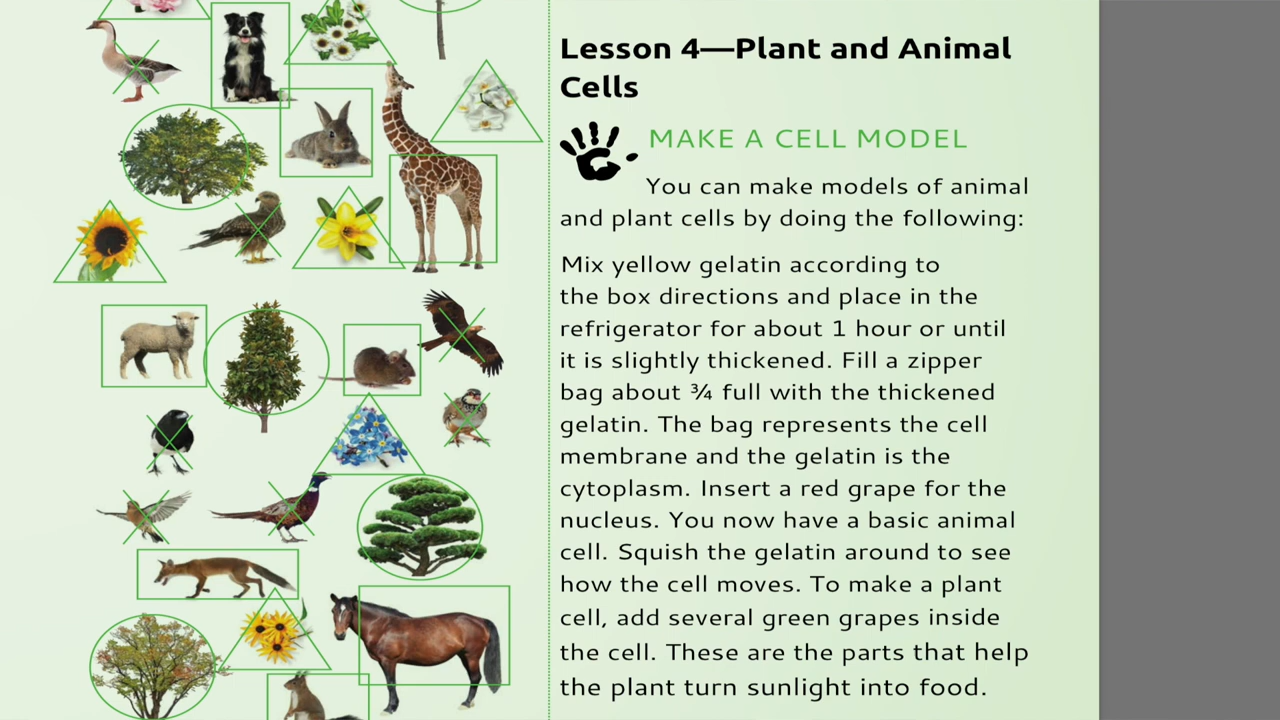 Lesson 4—Plant and Animal
Cells
MAKE A CELL MODEL
You can make models of animal
and plant cells by doing the following:
Mix yellow gelatin according to
the box directions and place in the
refrigerator for about 1 hour or until
it is slightly thickened. Fill a zipper
bag about ¾ full with the thickened
gelatin. The bag represents the cell
membrane and the gelatin is the
cytoplasm. Insert a red grape for the
nucleus. You now have a basic animal
cell. Squish the gelatin around to see
how the cell moves. To make a plant
cell, add several green grapes inside
the cell. These are the parts that help
the plant turn sunlight into food.